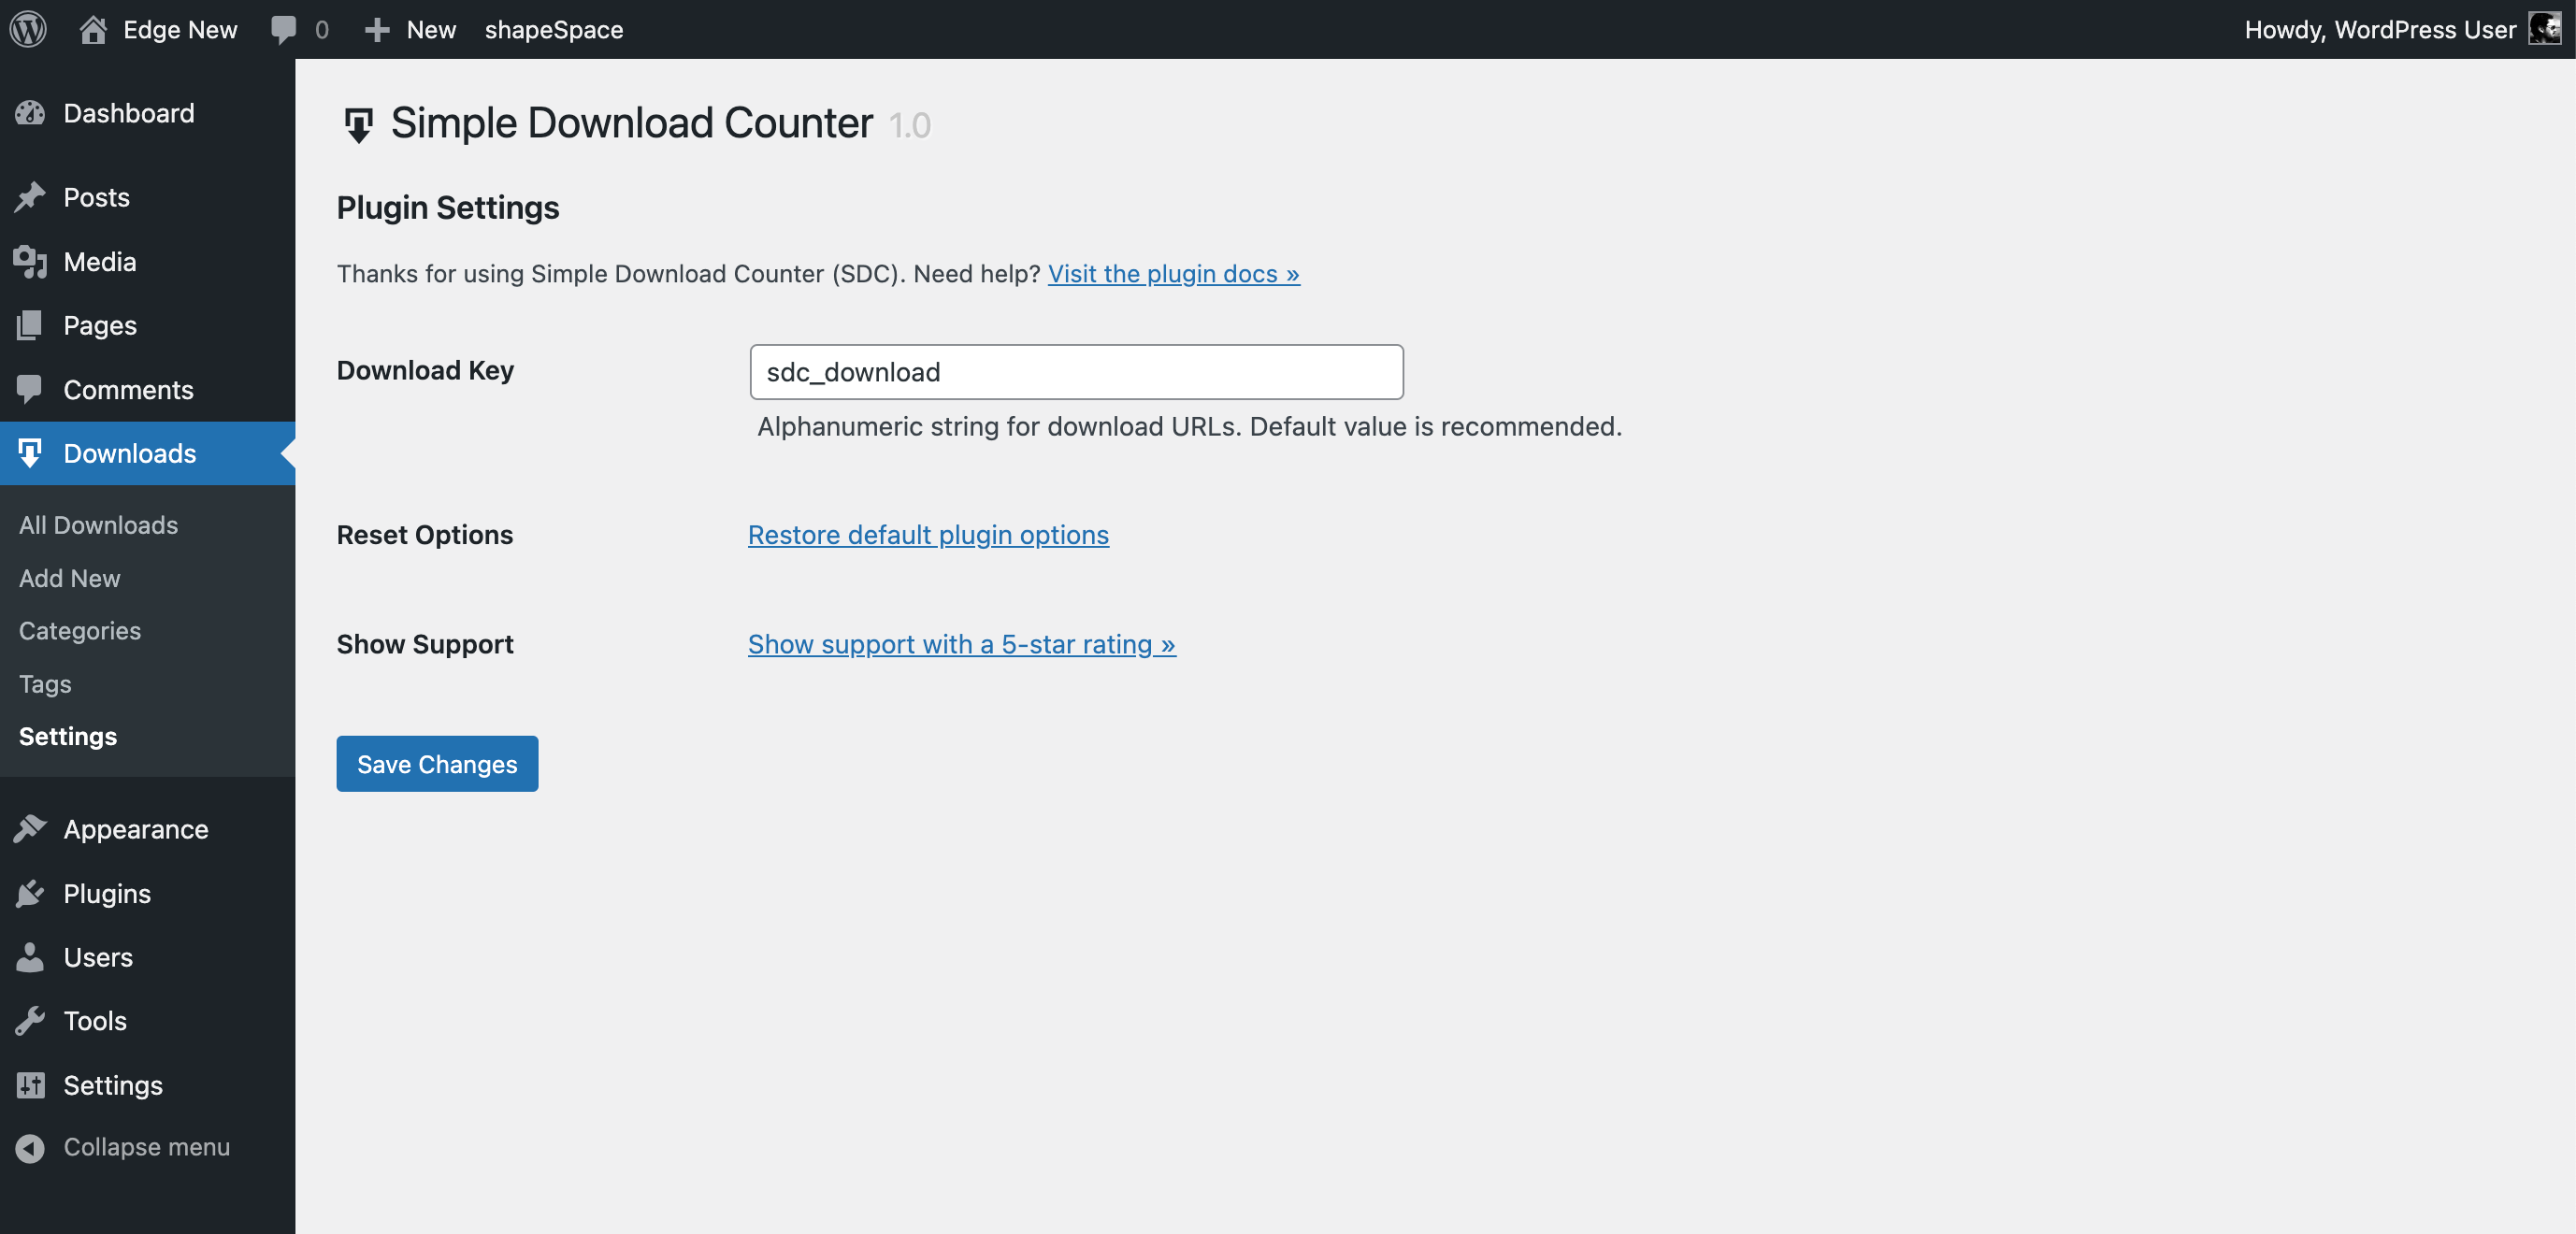 Edge New 0 New shapeSpace Howdy, WordPress User
Dashboard
Posts
Media
Pages
Comments
Downloads
All Downloads
Add New
Categories
Tags
Settings
Appearance
Plugins
Users
Tools
Settings
Collapse menu
Simple Download Counter 1.0
Plugin Settings
Thanks for using Simple Download Counter (SDC). Need help? Visit the plugin docs »
Download Key sdc_download
Alphanumeric string for download URLs. Default value is recommended.
Reset Options Restore default plugin options
Show Support Show support with a 5-star rating »
Save Changes